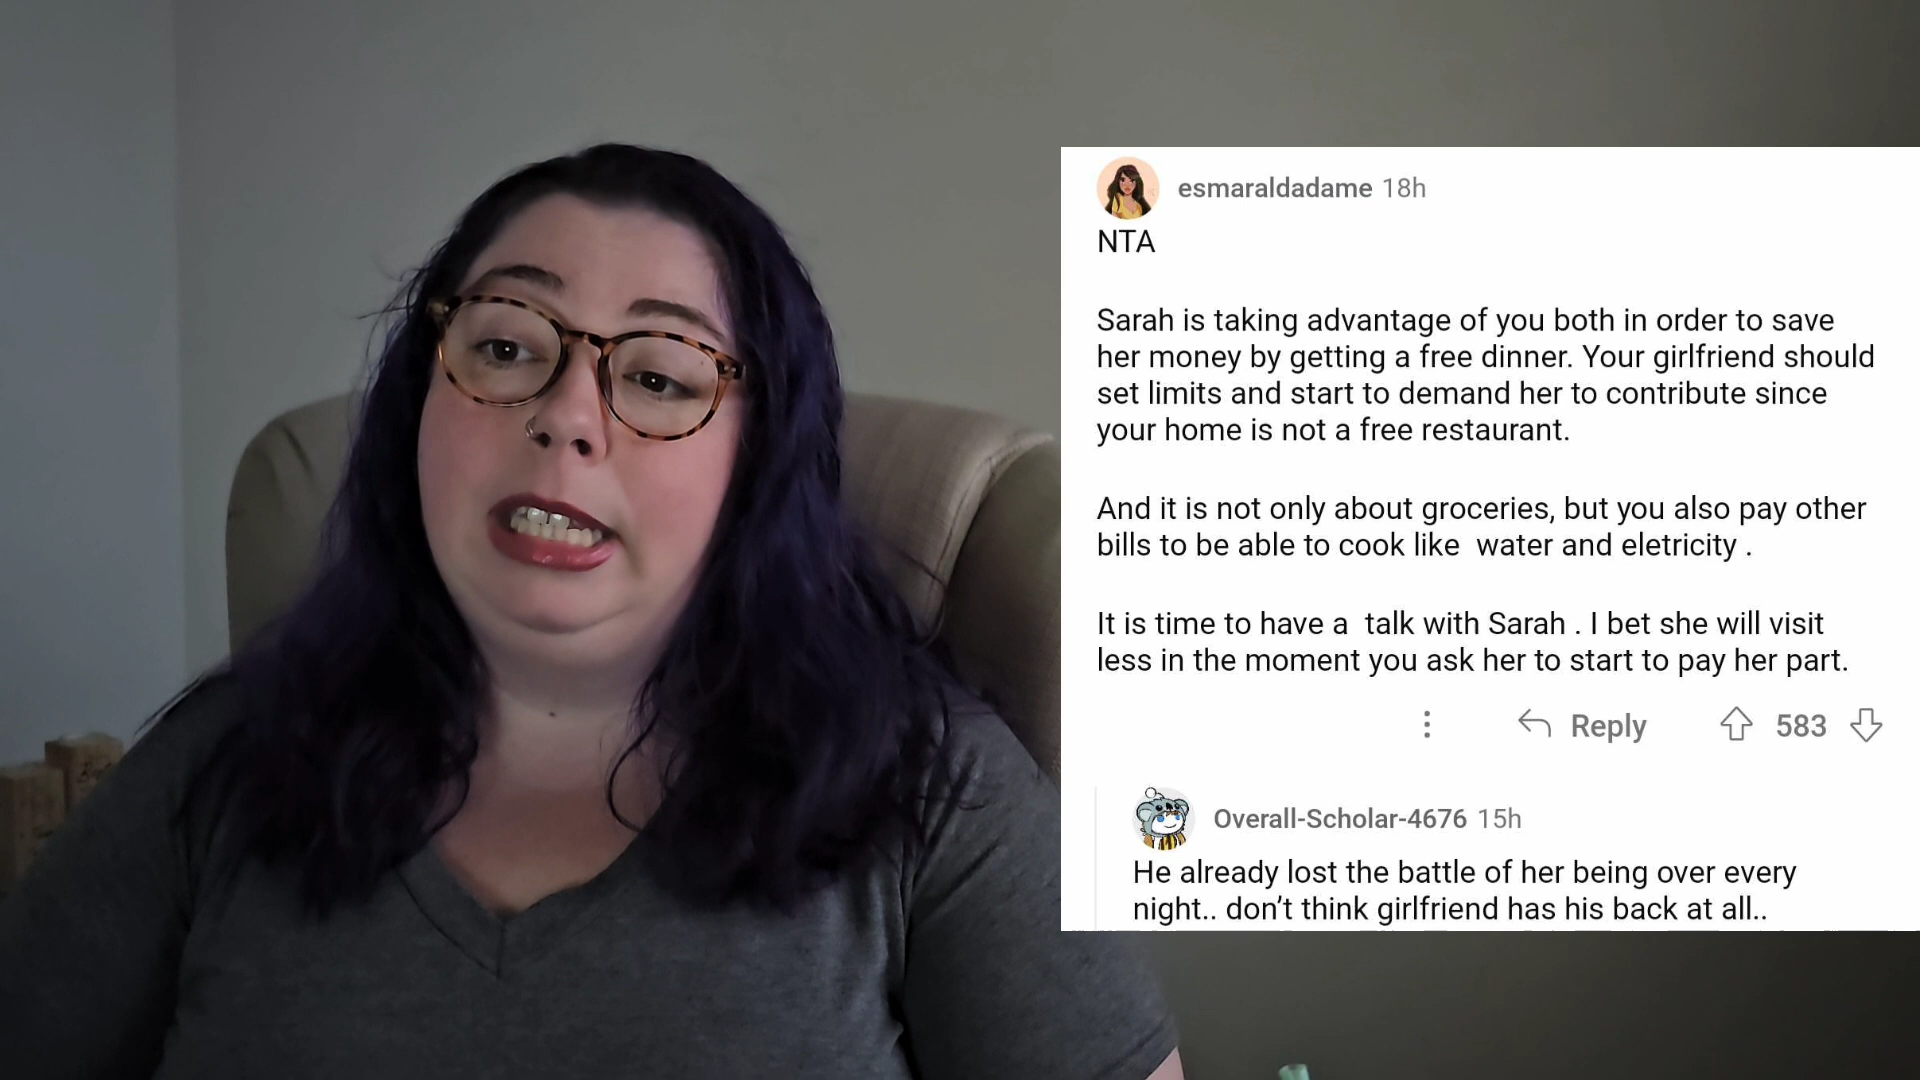 esmaraldadame 18h
NTA
Sarah is taking advantage of you both in order to save
her money by getting a free dinner. Your girlfriend should
set limits and start to demand her to contribute since
your home is not a free restaurant.
And it is not only about groceries, but you also pay other
bills to be able to cook like  water and eletricity .
It is time to have a  talk with Sarah . I bet she will visit
less in the moment you ask her to start to pay her part.
Reply 583
Overall-Scholar-4676 15h
He already lost the battle of her being over every
night.. don’t think girlfriend has his back at all..